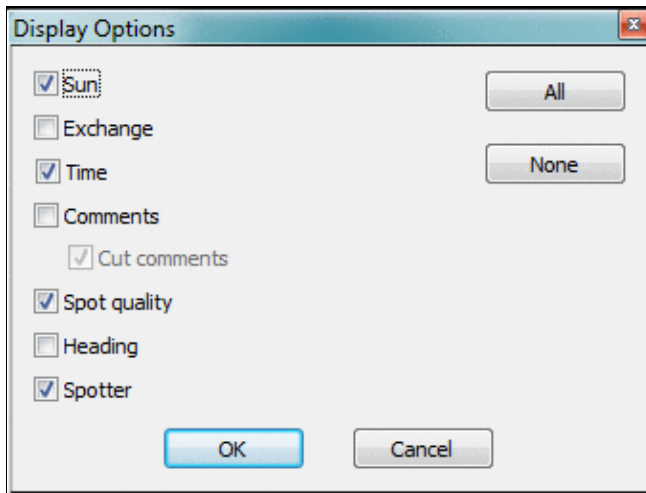 Display Options
Sun
All
Exchange
Time
None
Comments
Cut comments
Spot quality
Heading
Spotter
OK
Cancel